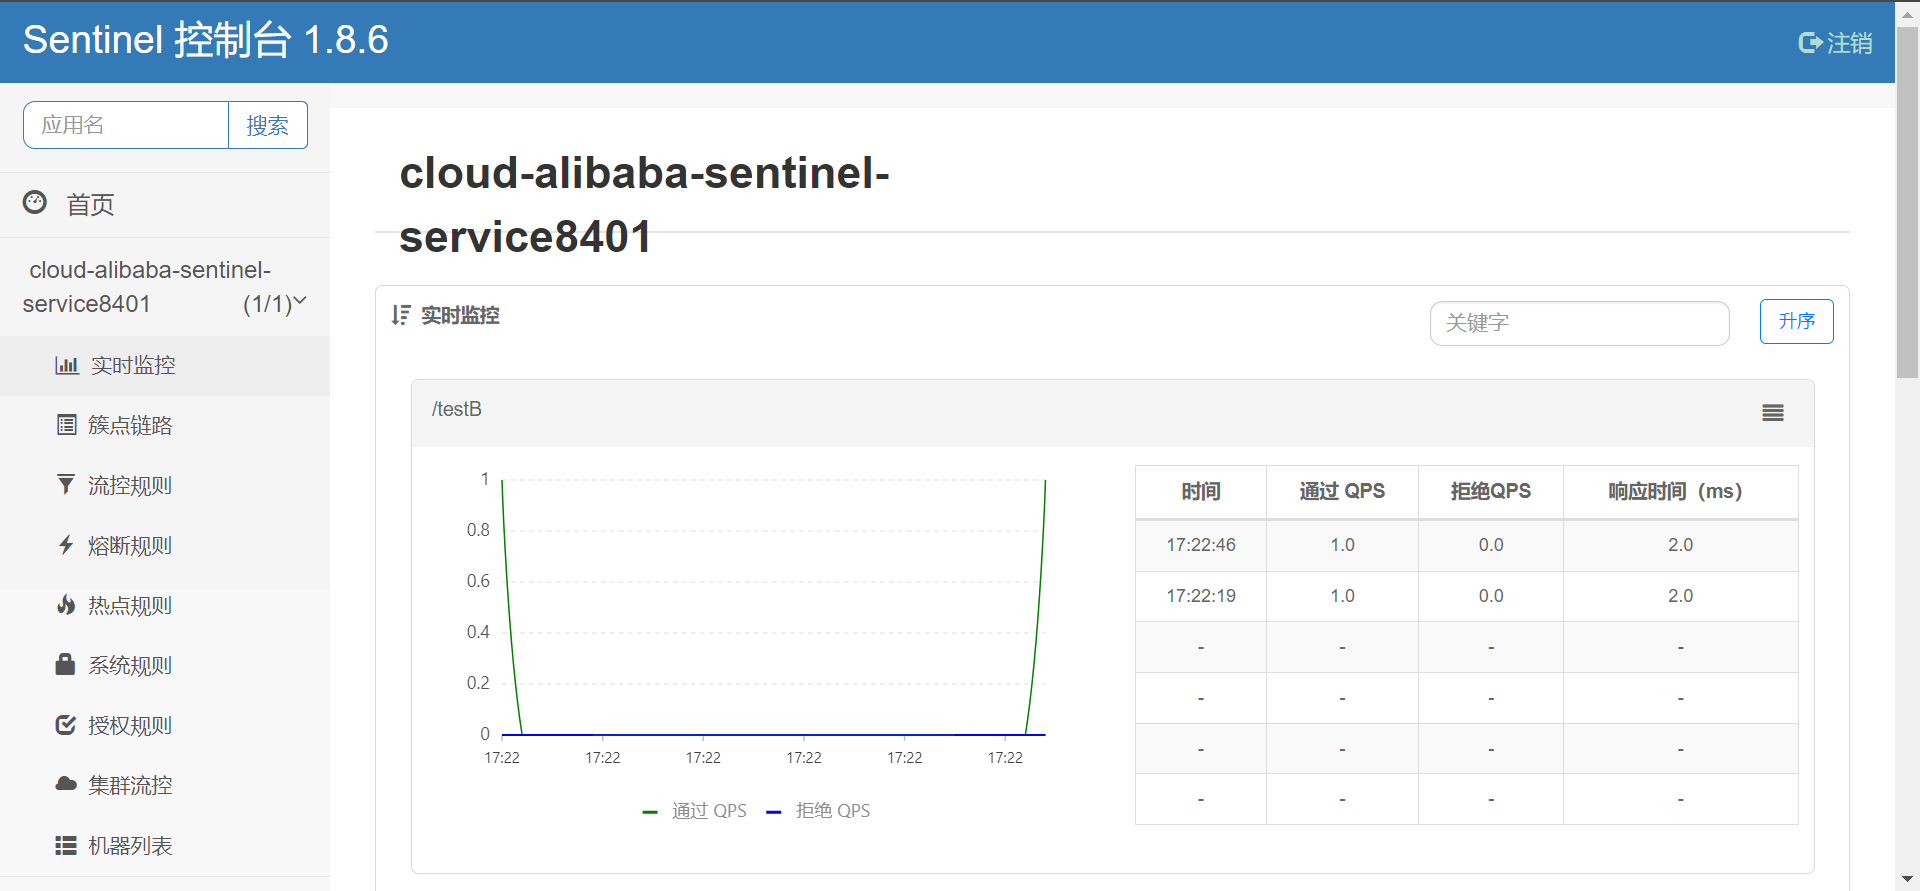 Sentinel 控制台 1.8.6
注销
应用名
搜索
首页
cloud-alibaba-sentinel-
service8401
(1/1)
实时监控
簇点链路
流控规则
熔断规则
热点规则
系统规则
授权规则
集群流控
机器列表
cloud-alibaba-sentinel-
service8401
实时监控
关键字
升序
/testB
1
0.8
0.6
0.4
0.2
0
17:22 17:22 17:22 17:22 17:22 17:22
通过 QPS 拒绝 QPS
时间 通过 QPS 拒绝QPS 响应时间（ms）
17:22:46 1.0 0.0 2.0
17:22:19 1.0 0.0 2.0
- - - -
- - - -
- - - -
- - - -